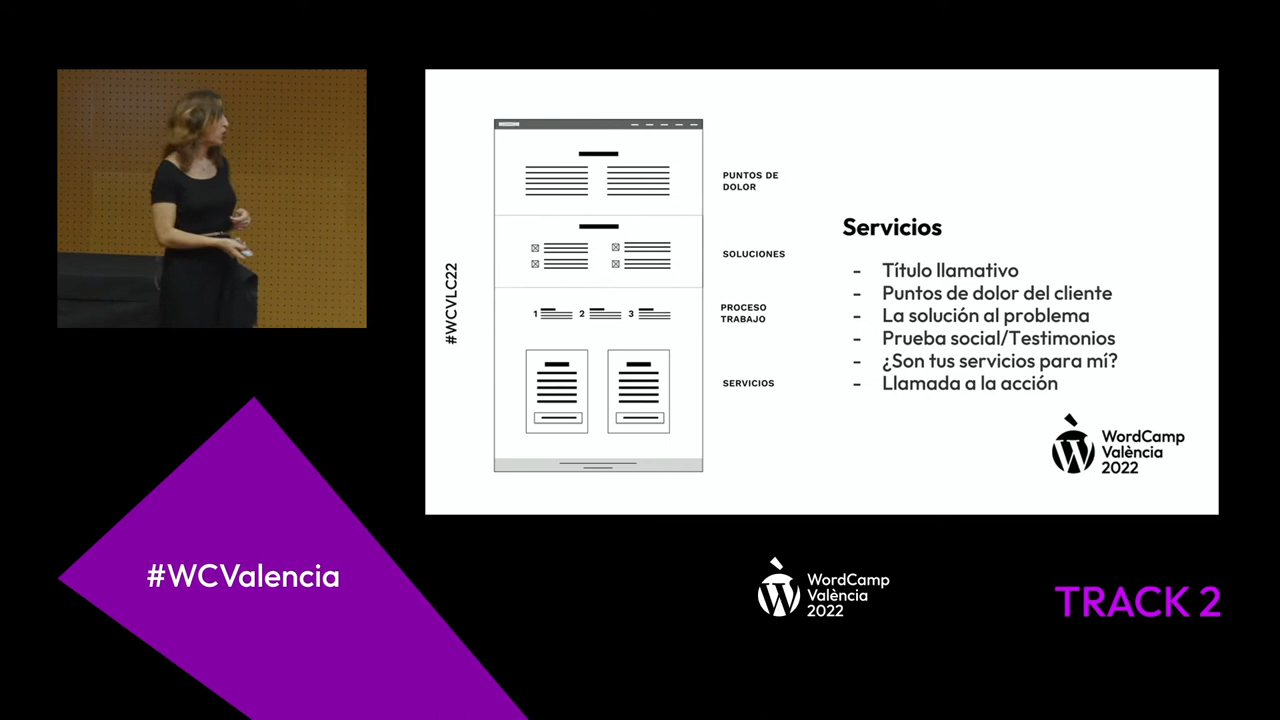 #WCVLC22
PUNTOS DE
DOLOR
SOLUCIONES
1 2 3
PROCESO
TRABAJO
SERVICIOS
Servicios
- Título llamativo
- Puntos de dolor del cliente
- La solución al problema
- Prueba social/Testimonios
- ¿Son tus servicios para mí?
- Llamada a la acción
WordCamp
València
2022
#WCValencia
WordCamp
València
2022
TRACK 2